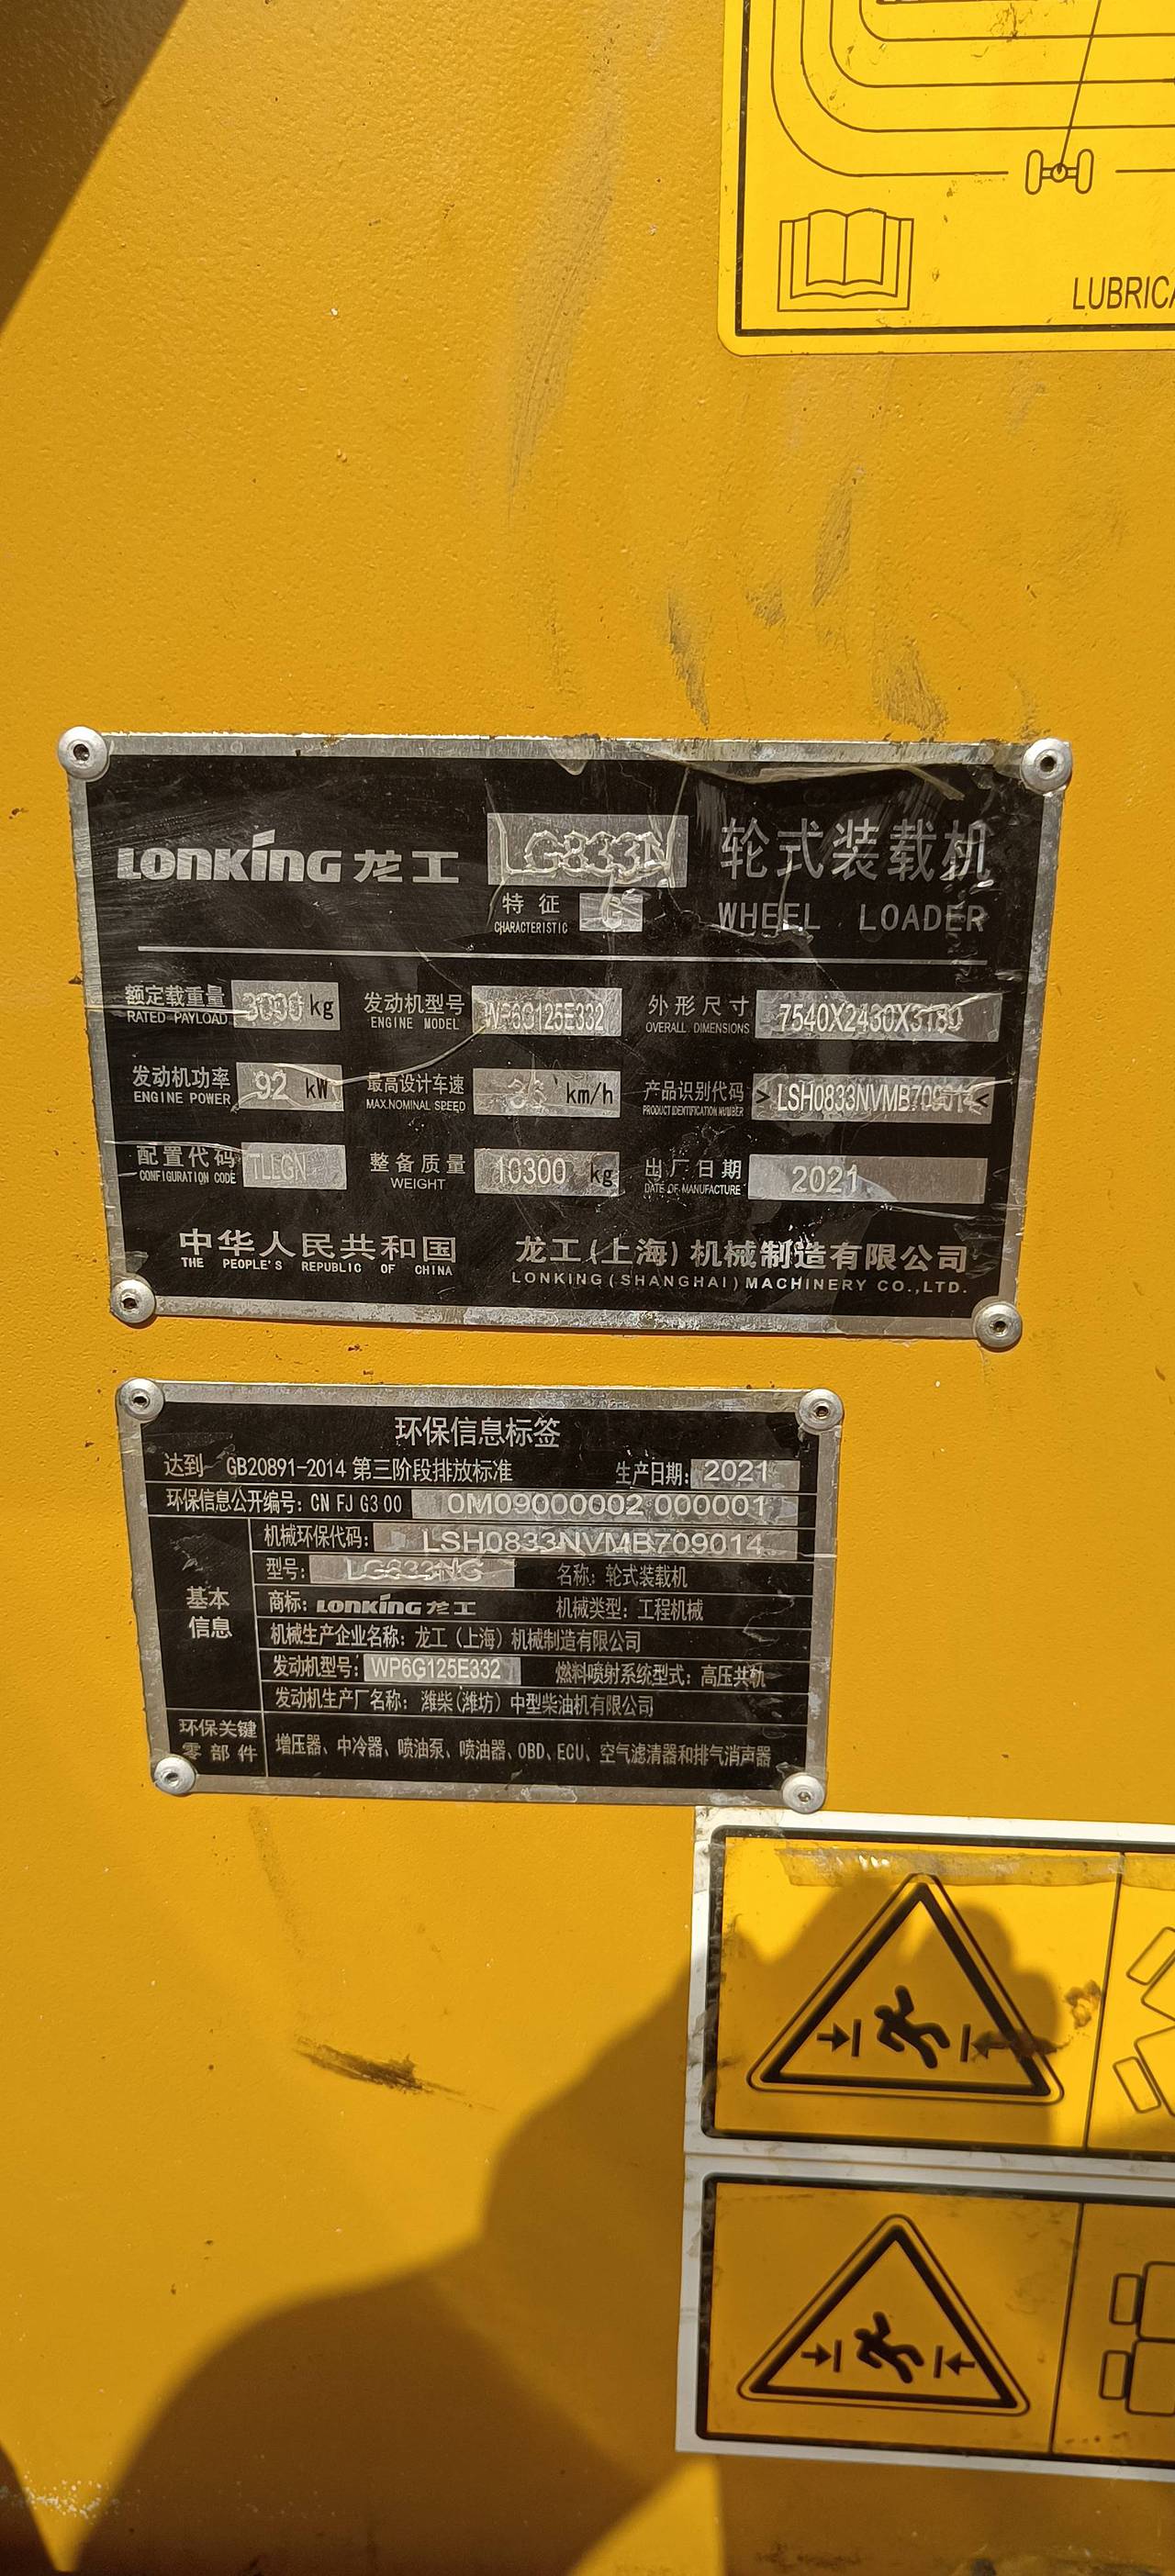 LUBRICA
LONKING 龙工 LG833N 轮式装载机
特征 G
CHARACTERISTIC WHEEL LOADER
额定载重量 3000 kg 发动机型号 WP6G125E332 外形尺寸 7540X2430X3180
RATED PAYLOAD ENGINE MODEL OVERALL DIMENSIONS
发动机功率 92 kW 最高设计车速 km/h 产品识别代码 > LSH0833NVMB709014 <
ENGINE POWER MAX.NOMINAL SPEED PRODUCT IDENTIFICATION NUMBER
配置代码 TLLGN 整备质量 10300 kg 出厂日期 2021
CONFIGURATION CODE WEIGHT DATE OF MANUFACTURE
中华人民共和国 龙工(上海)机械制造有限公司
THE PEOPLE'S REPUBLIC OF CHINA LONKING(SHANGHAI)MACHINERY CO.,LTD.
环保信息标签
达到 GB20891-2014 第三阶段排放标准 生产日期: 2021
环保信息公开编号: CN FJ G3 00 0M09000002 000001
机械环保代码: LSH0833NVMB709014
型号: LG833NG 名称: 轮式装载机
基本
信息
商标: LONKING 龙工 机械类型: 工程机械
机械生产企业名称: 龙工(上海)机械制造有限公司
发动机型号: WP6G125E332 燃料喷射系统型式: 高压共轨
发动机生产厂名称: 潍柴(潍坊)中型柴油机有限公司
环保关键
零部件
增压器、中冷器、喷油泵、喷油器、OBD、ECU、空气滤清器和排气消声器